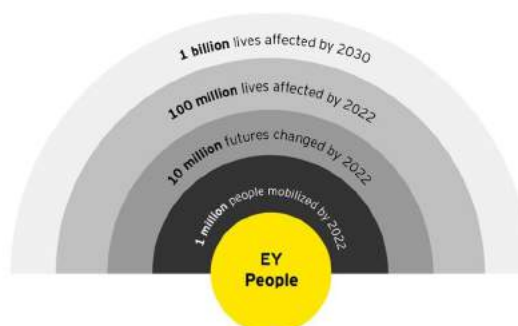 1 billion lives affected by 2030
100 million lives affected by 2022
10 million futures changed by 2022
1 million people mobilized by 2022
EY
People